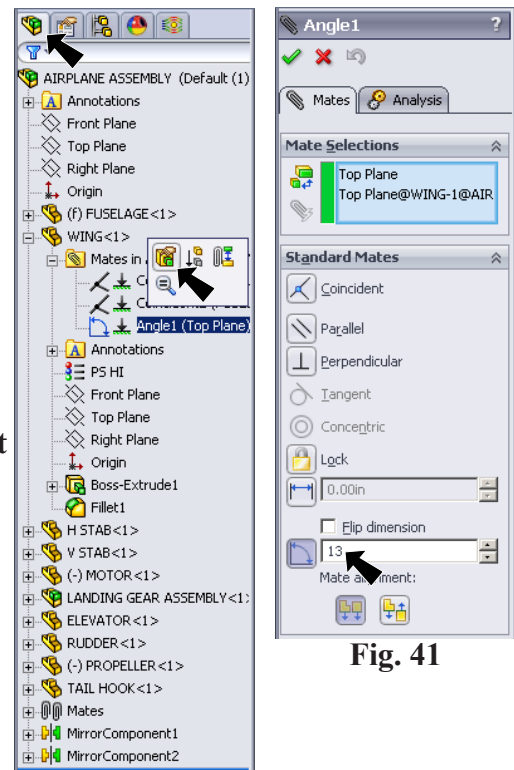 AIRPLANE ASSEMBLY (Default (1)
A Annotations
Front Plane
Top Plane
Right Plane
Origin
(f) FUSELAGE<1>
WING<1>
Mates in
Angle1 (Top Plane)
A Annotations
PS HI
Front Plane
Top Plane
Right Plane
Origin
Boss-Extrude1
Fillet1
H STAB<1>
V STAB<1>
(-) MOTOR<1>
LANDING GEAR ASSEMBLY<1>
ELEVATOR<1>
RUDDER<1>
(-) PROPELLER<1>
TAIL HOOK<1>
Mates
MirrorComponent1
MirrorComponent2
t
Angle1 ?
Mates Analysis
Mate Selections
Top Plane
Top Plane@WING-1@AIR
Standard Mates
Coincident
Parallel
Perpendicular
Tangent
Concentric
Lock
0.00in
Flip dimension
13
Mate
Fig. 41